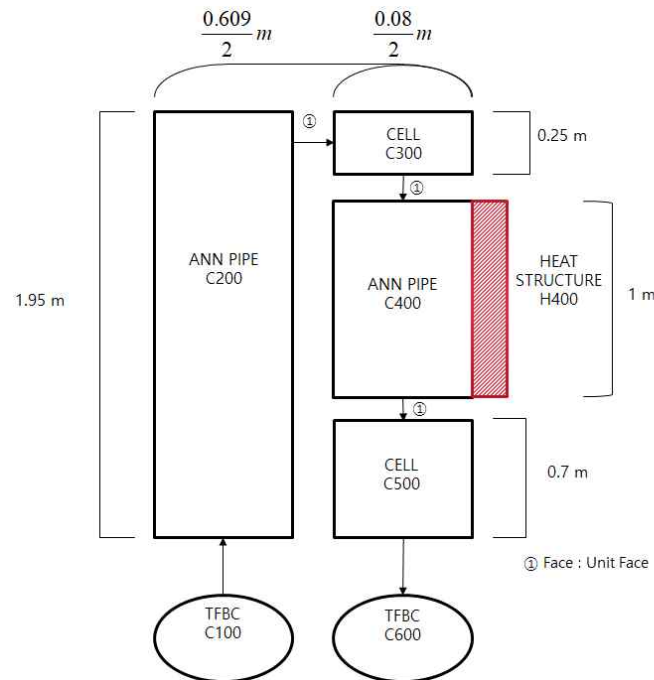 0.609
2
m
0.08
2
m
①
CELL
C300
0.25 m
①
ANN PIPE
C200
ANN PIPE
C400
HEAT
STRUCTURE
H400
1.95 m
1 m
①
CELL
C500
0.7 m
① Face : Unit Face
TFBC
C100
TFBC
C600